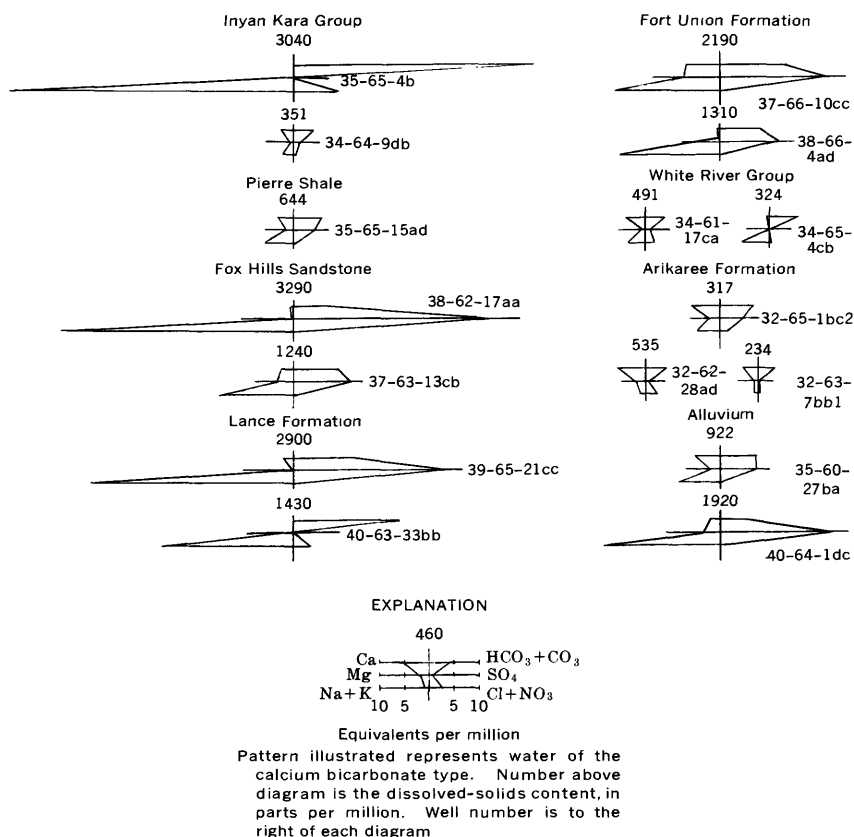 Inyan Kara Group
3040
35-65-4b
351
34-64-9db
Pierre Shale
644
35-65-15ad
Fox Hills Sandstone
3290
38-62-17aa
1240
37-63-13cb
Lance Formation
2900
39-65-21cc
1430
40-63-33bb
Fort Union Formation
2190
37-66-10cc
1310
38-66-
4ad
White River Group
491
34-61-
17ca
324
34-65-
4cb
Arikaree Formation
317
32-65-1bc2
535
32-62-
28ad
234
32-63-
7bb1
Alluvium
922
35-60-
27ba
1920
40-64-1dc
EXPLANATION
460
Ca HCO₃+CO₃
Mg SO₄
Na+K Cl+NO₃
10 5 5 10
Equivalents per million
Pattern illustrated represents water of the
calcium bicarbonate type. Number above
diagram is the dissolved-solids content, in
parts per million. Well number is to the
right of each diagram